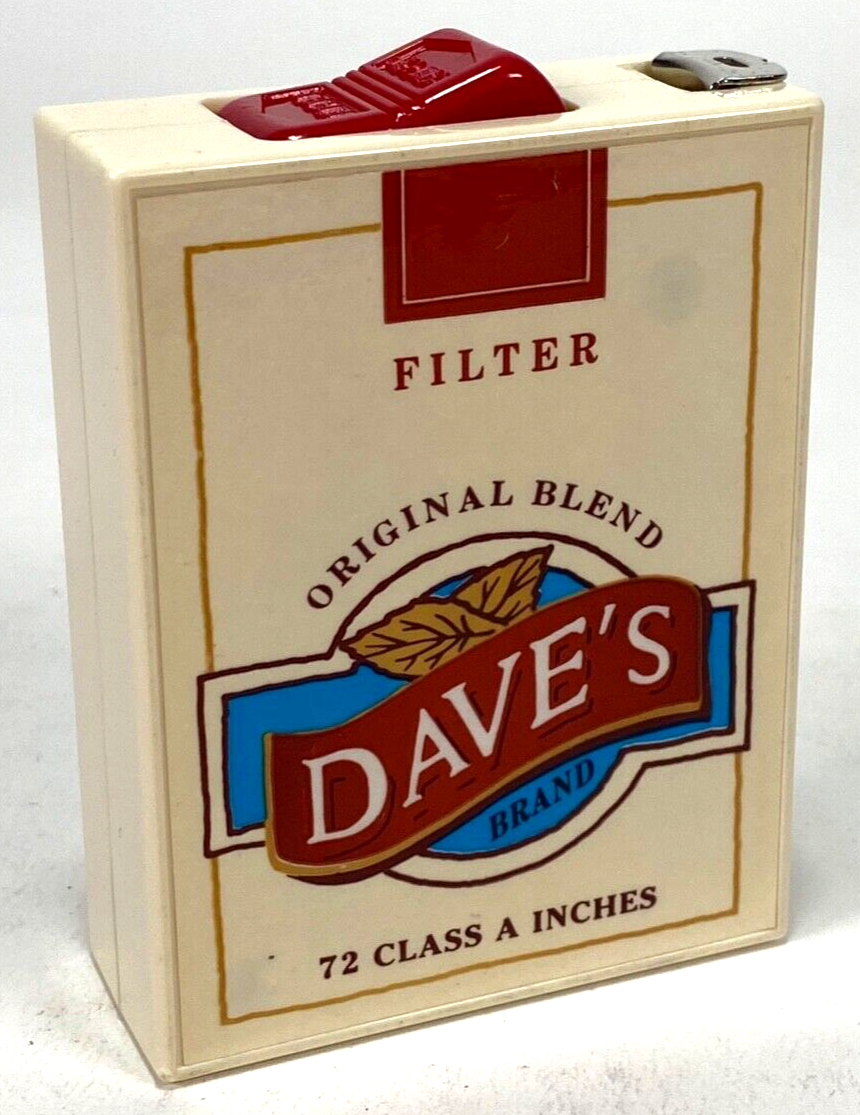 FILTER
ORIGINAL BLEND
DAVE'S
BRAND
72 CLASS A INCHES